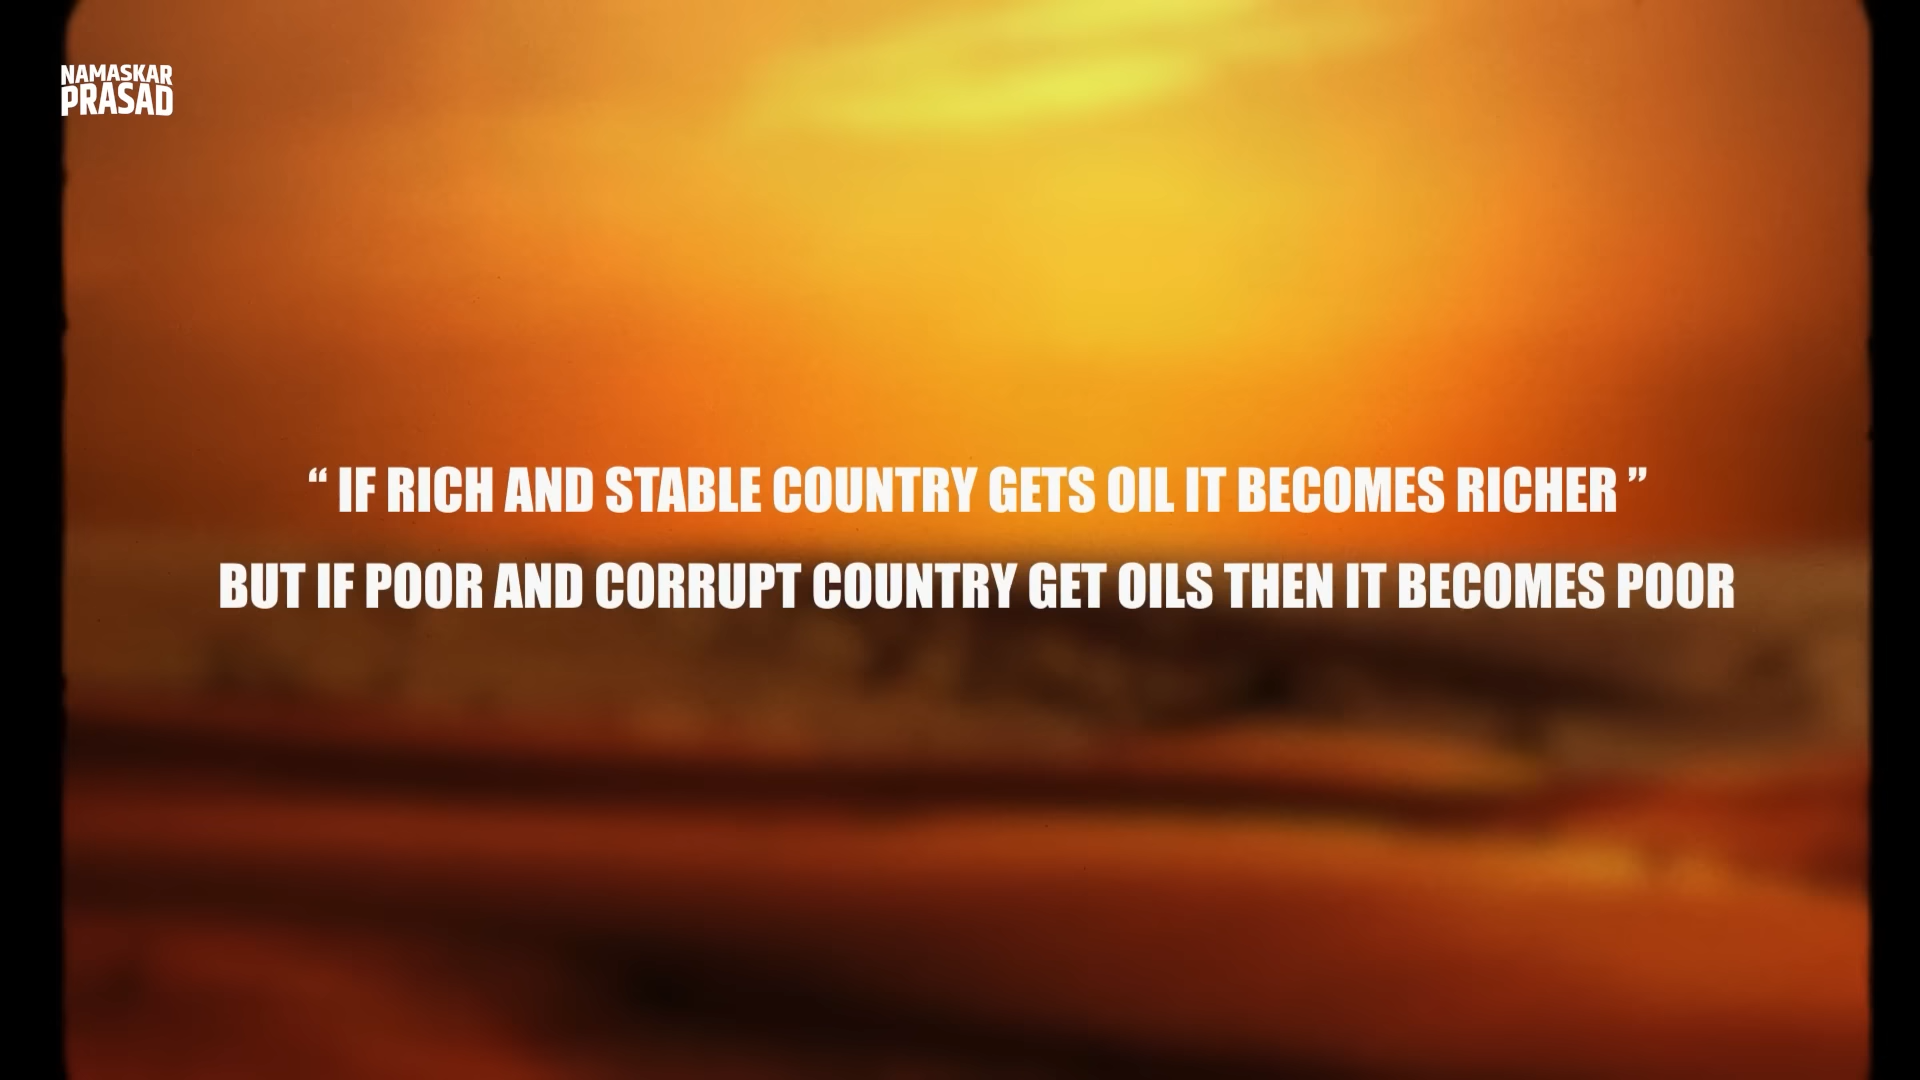 NAMASKAR
PRASAD
“ IF RICH AND STABLE COUNTRY GETS OIL IT BECOMES RICHER ”
BUT IF POOR AND CORRUPT COUNTRY GET OILS THEN IT BECOMES POOR